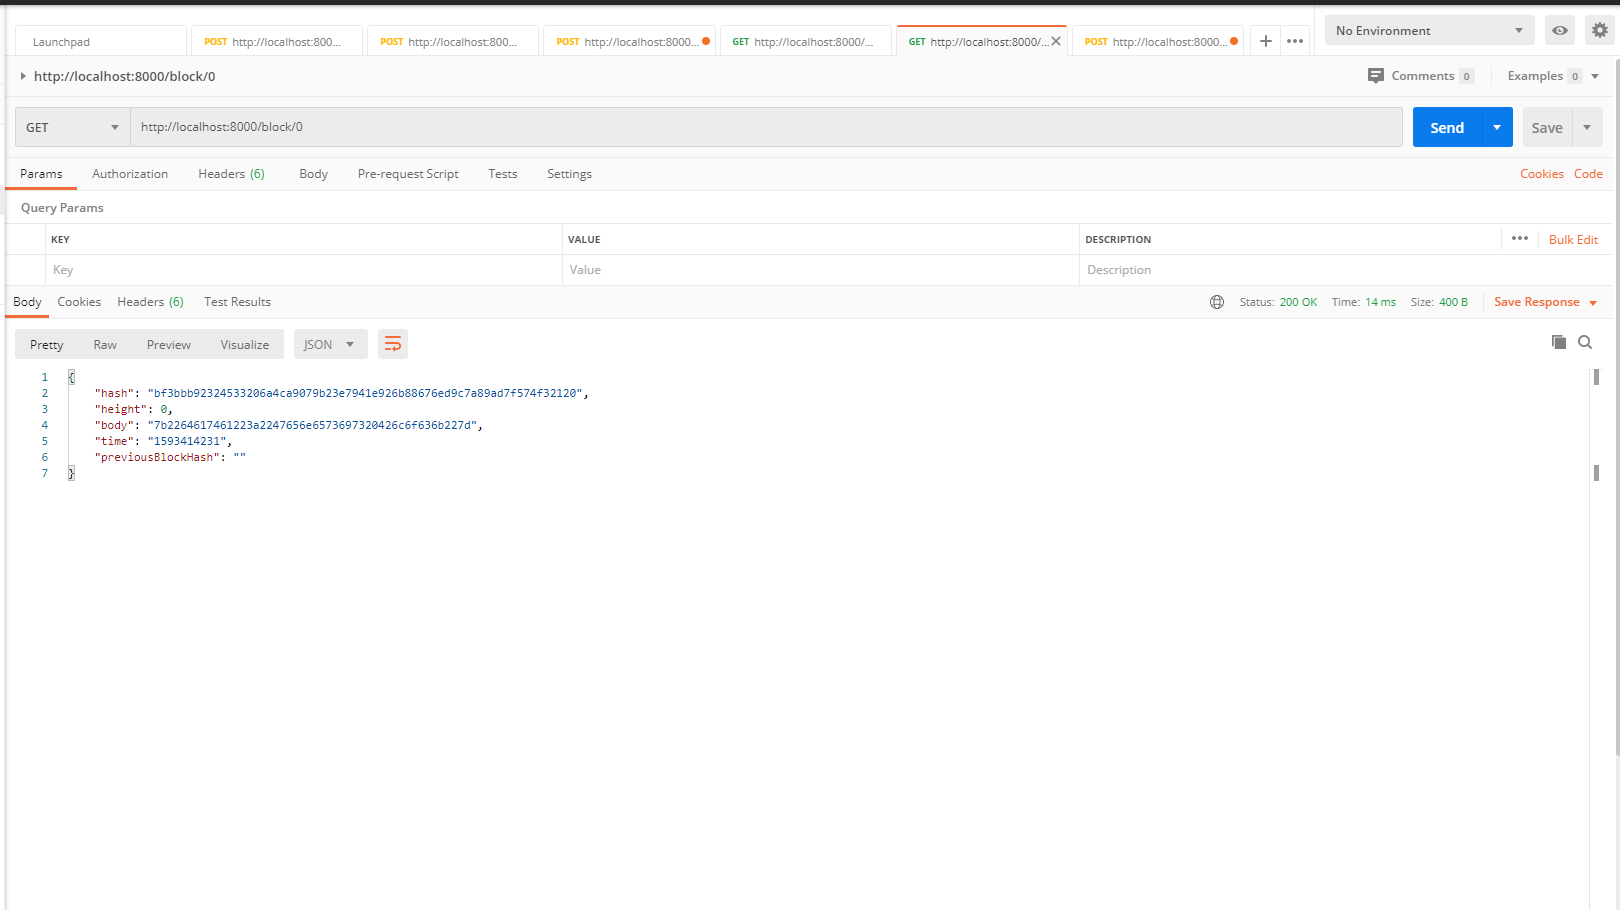 Launchpad POST http://localhost:800... POST http://localhost:800... POST http://localhost:8000... GET http://localhost:8000/... GET http://localhost:8000/... POST http://localhost:8000... No Environment
http://localhost:8000/block/0 Comments 0 Examples 0
GET http://localhost:8000/block/0 Send Save
Params Authorization Headers (6) Body Pre-request Script Tests Settings Cookies Code
Query Params
KEY VALUE DESCRIPTION ••• Bulk Edit
Key Value Description
Body Cookies Headers (6) Test Results Status: 200 OK Time: 14 ms Size: 400 B Save Response
Pretty Raw Preview Visualize JSON
1 {
2 "hash": "bf3bbb92324533206a4ca9079b23e7941e926b88676ed9c7a89ad7f574f32120",
3 "height": 0,
4 "body": "7b2264617461223a2247656e6573697320426c6f636b227d",
5 "time": "1593414231",
6 "previousBlockHash": ""
7 }